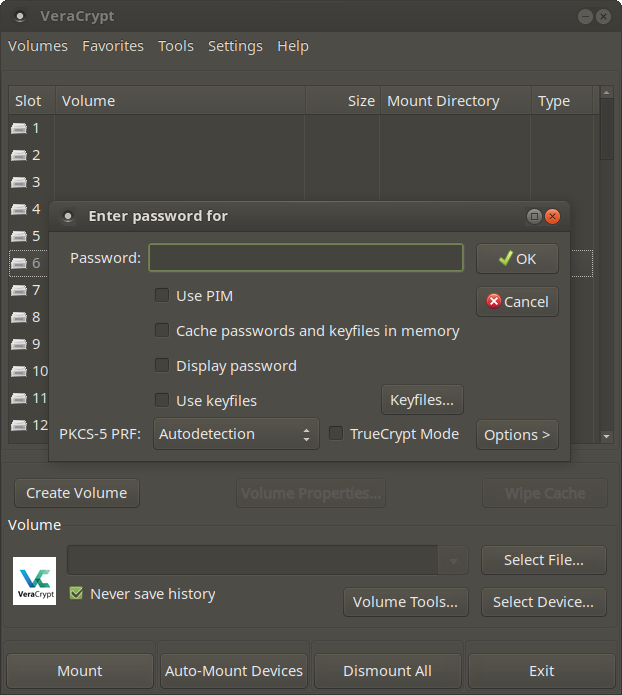 VeraCrypt
Volumes Favorites Tools Settings Help
Slot Volume Size Mount Directory Type
1
2
3
4
5
6
7
8
9
10
11
12
Enter password for
Password: OK
Use PIM
Cancel
Cache passwords and keyfiles in memory
Display password
Use keyfiles Keyfiles...
PKCS-5 PRF: Autodetection TrueCrypt Mode Options >
Create Volume Volume Properties... Wipe Cache
Volume
VeraCrypt
Select File...
Never save history
Volume Tools... Select Device...
Mount Auto-Mount Devices Dismount All Exit